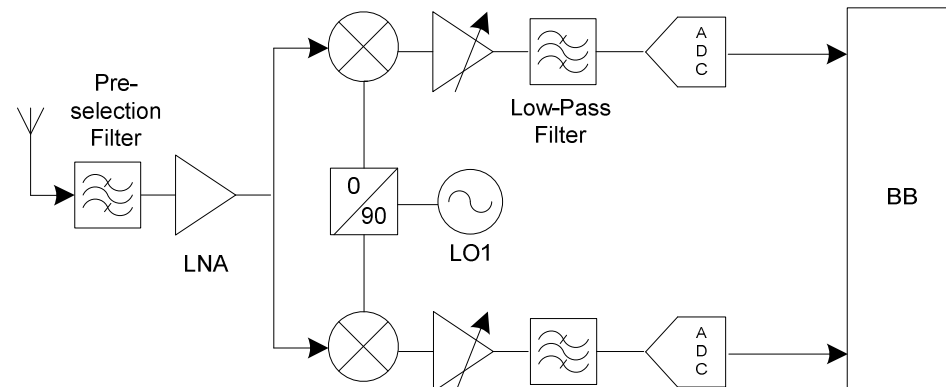 Pre-
selection
Filter
LNA
0
90
LO1
Low-Pass
Filter
A
D
C
A
D
C
BB